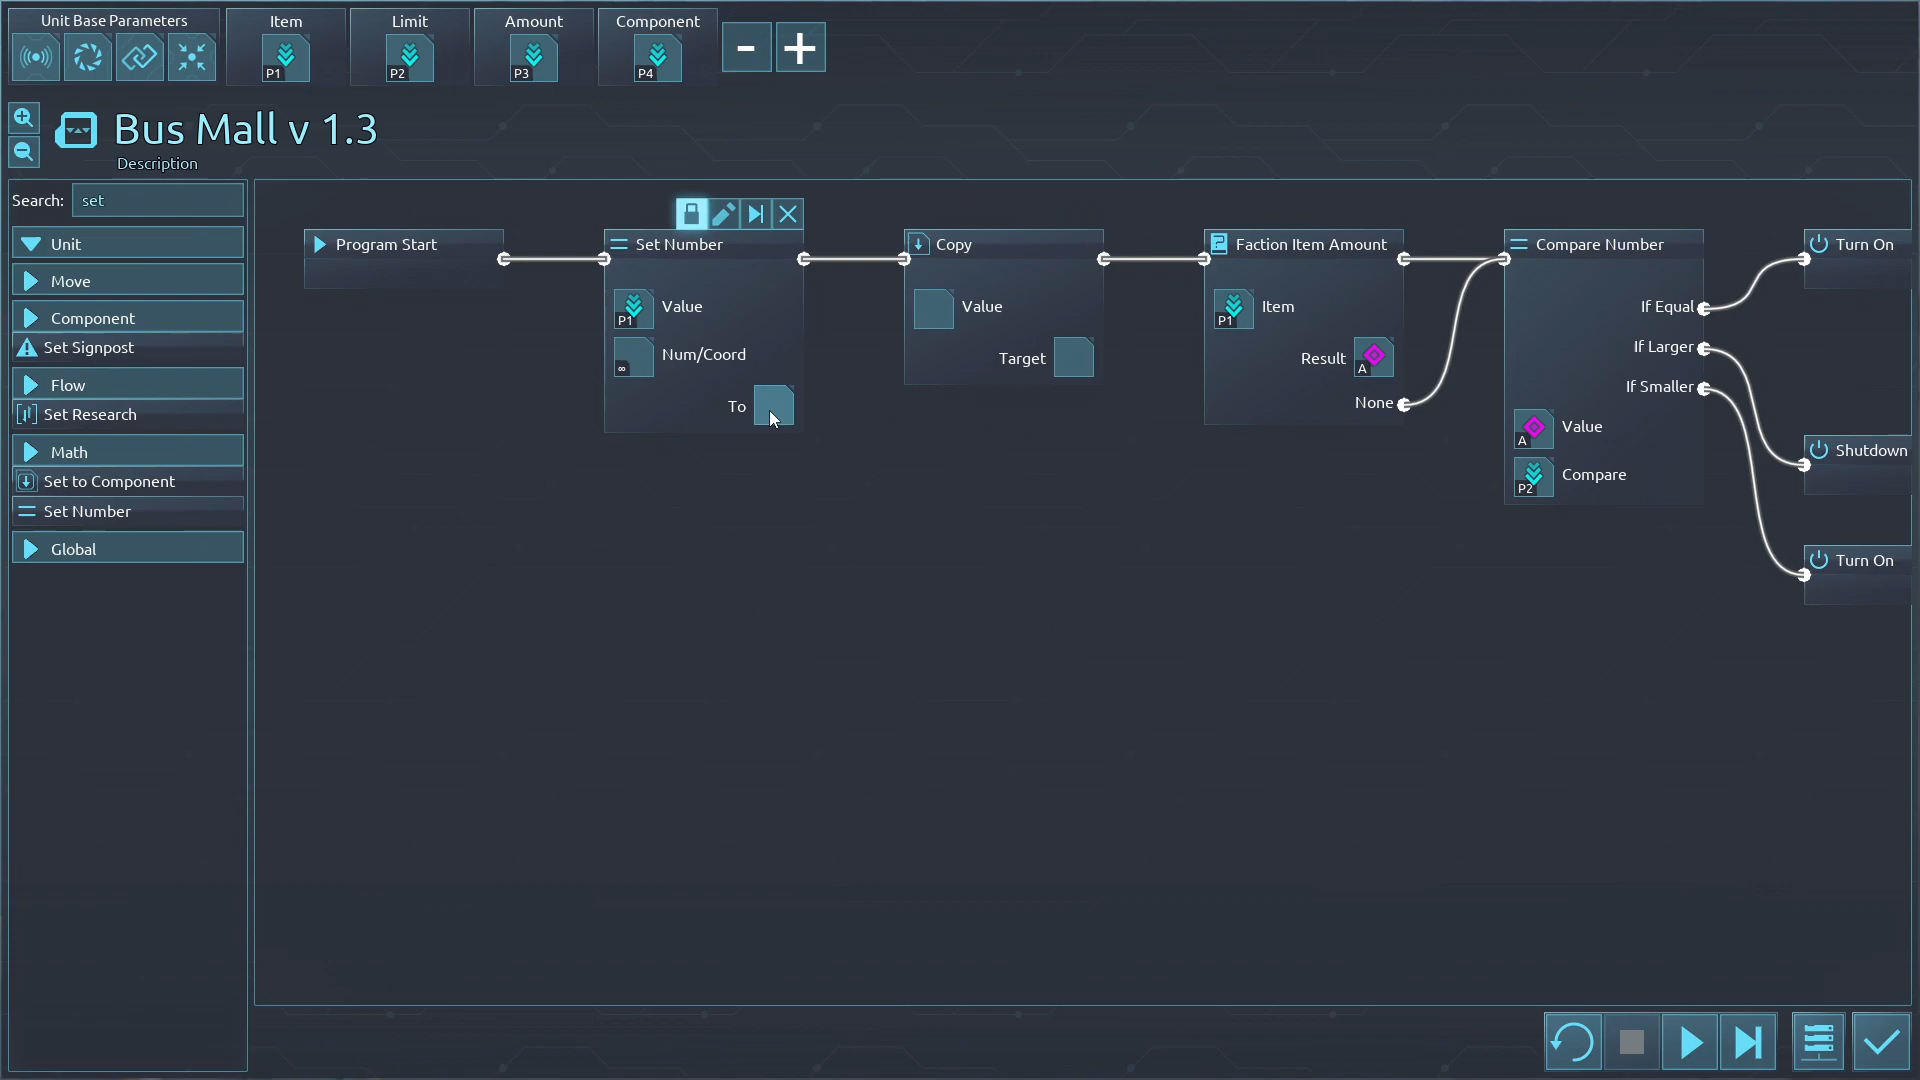 Unit Base Parameters
Item
P1
Limit
P2
Amount
P3
Component
P4
-
+
Bus Mall v 1.3
Description
Search: set
Unit
Move
Component
Set Signpost
Flow
Set Research
Math
Set to Component
Set Number
Global
Program Start
Set Number
P1 Value
∞ Num/Coord
To
Copy
Value
Target
Faction Item Amount
P1 Item
Result A
None
Compare Number
If Equal
If Larger
If Smaller
A Value
P2 Compare
Turn On
Shutdown
Turn On